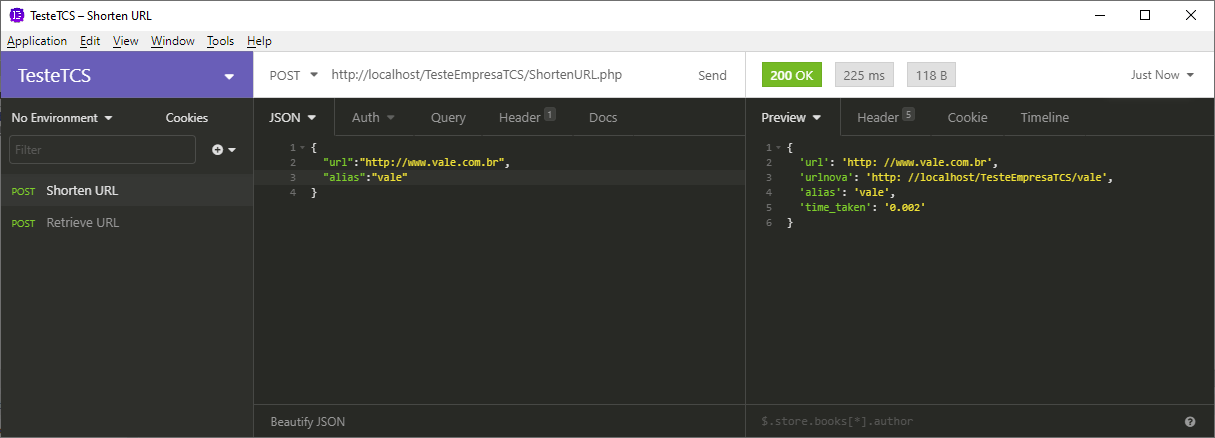 TesteTCS – Shorten URL
Application Edit View Window Tools Help
TesteTCS
POST http://localhost/TesteEmpresaTCS/ShortenURL.php Send
200 OK 225 ms 118 B Just Now
No Environment Cookies
JSON Auth Query Header 1 Docs
Preview Header 5 Cookie Timeline
Filter
POST Shorten URL
POST Retrieve URL
1 {
2 "url":"http://www.vale.com.br",
3 "alias":"vale"
4 }
1 {
2 'url': 'http: //www.vale.com.br',
3 'urlnova': 'http: //localhost/TesteEmpresaTCS/vale',
4 'alias': 'vale',
5 'time_taken': '0.002'
6 }
Beautify JSON
$.store.books[*].author